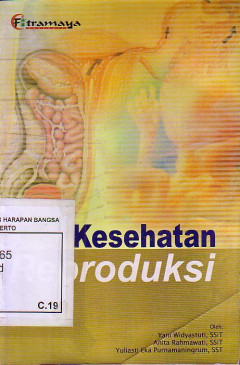 Fitramaya
S HARAPAN BANGSA
ERTO
65
d
C.19
Kesehatan
Reproduksi
Oleh:
Yani Widyastuti, SSiT
Anita Rahmawati, SSiT
Yuliasti Eka Purnamaningrum, SST